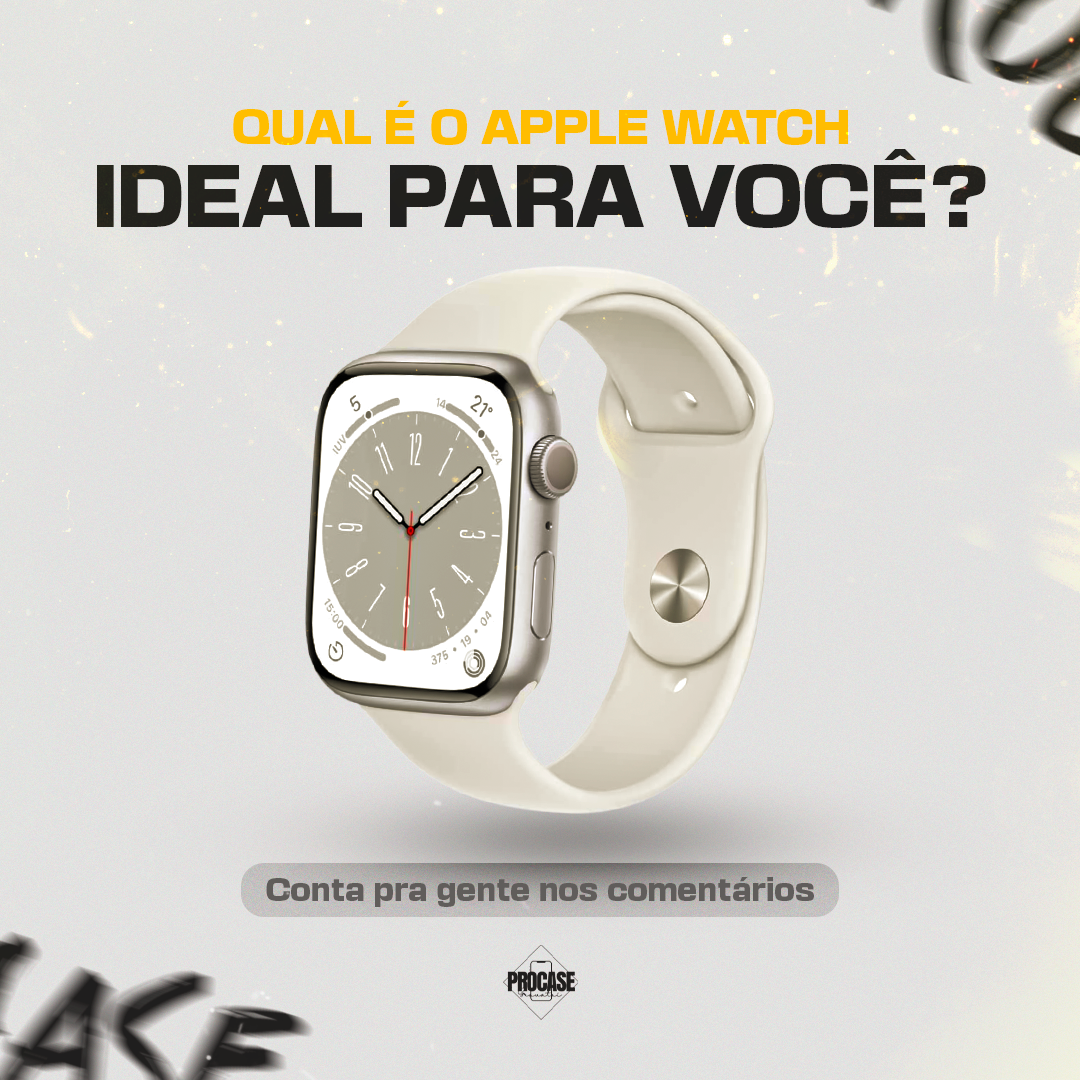 QUAL É O APPLE WATCH
IDEAL PARA VOCÊ?
5
14
21°
UV
24
12
1
2
3
5
6
7
8
9
10
11
15:00
375 • 19 • 04
Conta pra gente nos comentários
PROCASE